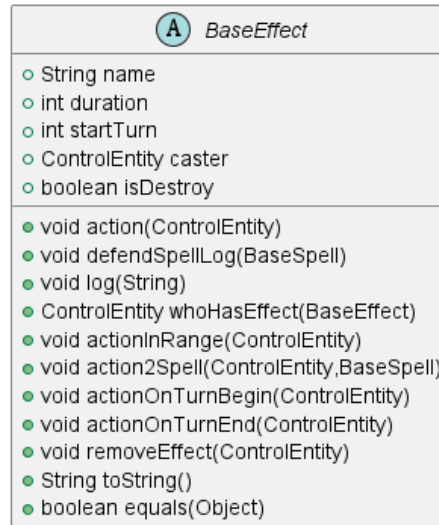 A BaseEffect
String name
int duration
int startTurn
ControlEntity caster
boolean isDestroy
void action(ControlEntity)
void defendSpellLog(BaseSpell)
void log(String)
ControlEntity whoHasEffect(BaseEffect)
void actionInRange(ControlEntity)
void action2Spell(ControlEntity,BaseSpell)
void actionOnTurnBegin(ControlEntity)
void actionOnTurnEnd(ControlEntity)
void removeEffect(ControlEntity)
String toString()
boolean equals(Object)